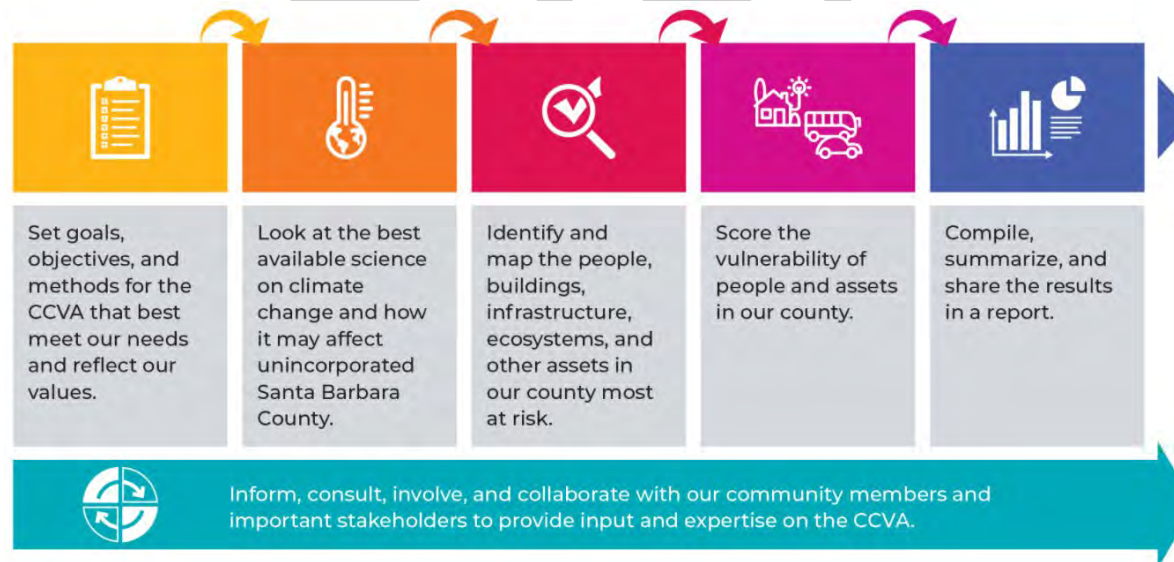 Set goals,
objectives, and
methods for the
CCVA that best
meet our needs
and reflect our
values.
Look at the best
available science
on climate
change and how
it may affect
unincorporated
Santa Barbara
County.
Identify and
map the people,
buildings,
infrastructure,
ecosystems, and
other assets in
our county most
at risk.
Score the
vulnerability of
people and assets
in our county.
Compile,
summarize, and
share the results
in a report.
Inform, consult, involve, and collaborate with our community members and
important stakeholders to provide input and expertise on the CCVA.